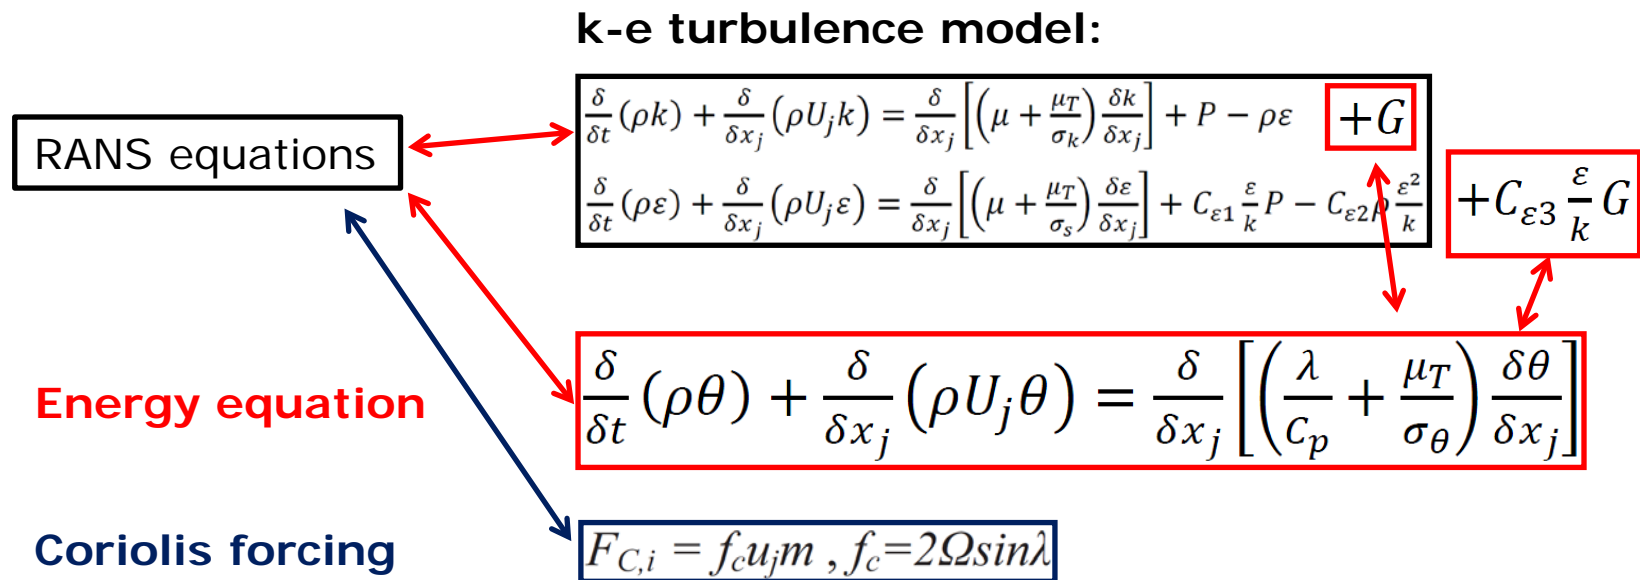 k-e turbulence model:
δ/δt (ρk) + δ/δx_j (ρU_j k) = δ/δx_j [(μ + μ_T/σ_k) δk/δx_j] + P − ρε +G
RANS equations
δ/δt (ρε) + δ/δx_j (ρU_j ε) = δ/δx_j [(μ + μ_T/σ_s) δε/δx_j] + C_ε1 ε/k P − C_ε2 ρ ε²/k +C_ε3 ε/k G
Energy equation
δ/δt (ρθ) + δ/δx_j (ρU_j θ) = δ/δx_j [(λ/C_p + μ_T/σ_θ) δθ/δx_j]
Coriolis forcing
F_C,i = f_c u_j m , f_c=2Ωsinλ